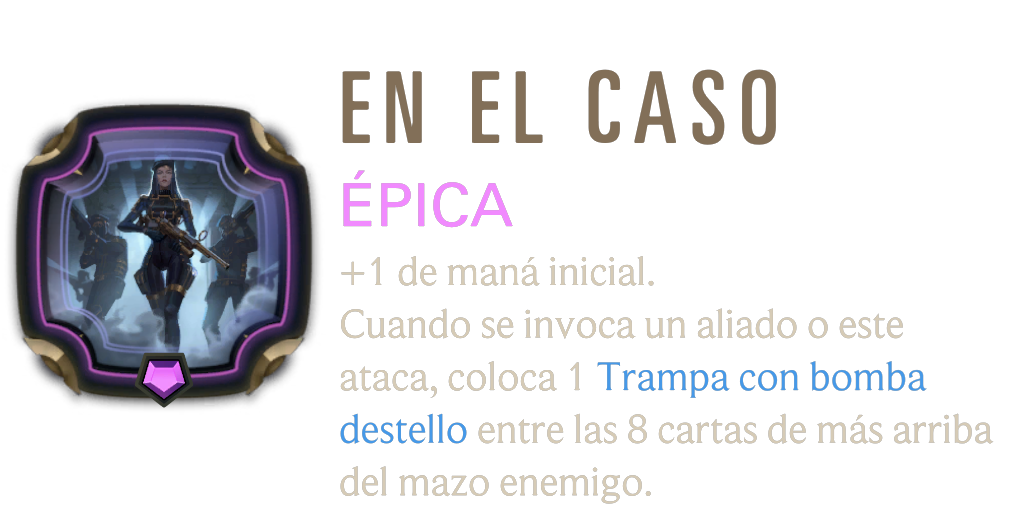 EN EL CASO
ÉPICA
+1 de maná inicial.
Cuando se invoca un aliado o este
ataca, coloca 1 Trampa con bomba
destello entre las 8 cartas de más arriba
del mazo enemigo.